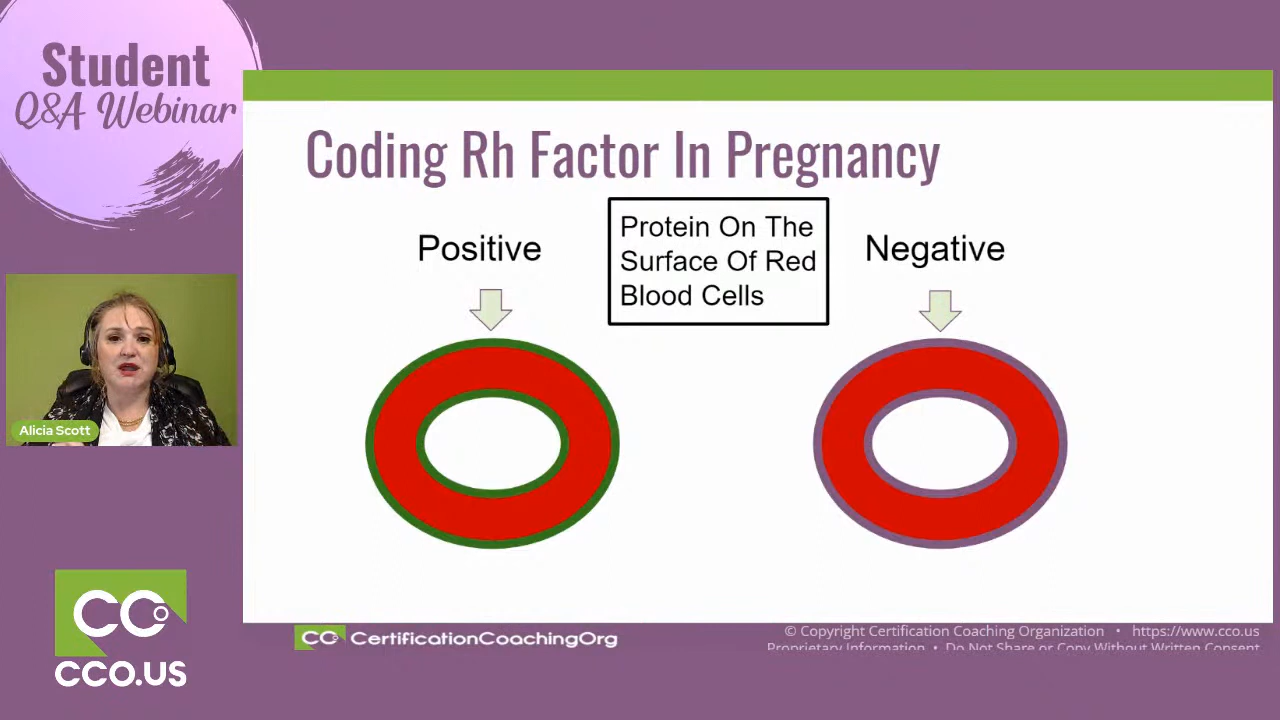 Student
Q&A Webinar
Coding Rh Factor In Pregnancy
Positive
Protein On The
Surface Of Red
Blood Cells
Negative
Alicia Scott
CCO
CCO.US
CCO CertificationCoachingOrg
© Copyright Certification Coaching Organization • https://www.cco.us
Proprietary Information • Do Not Share or Copy Without Written Consent